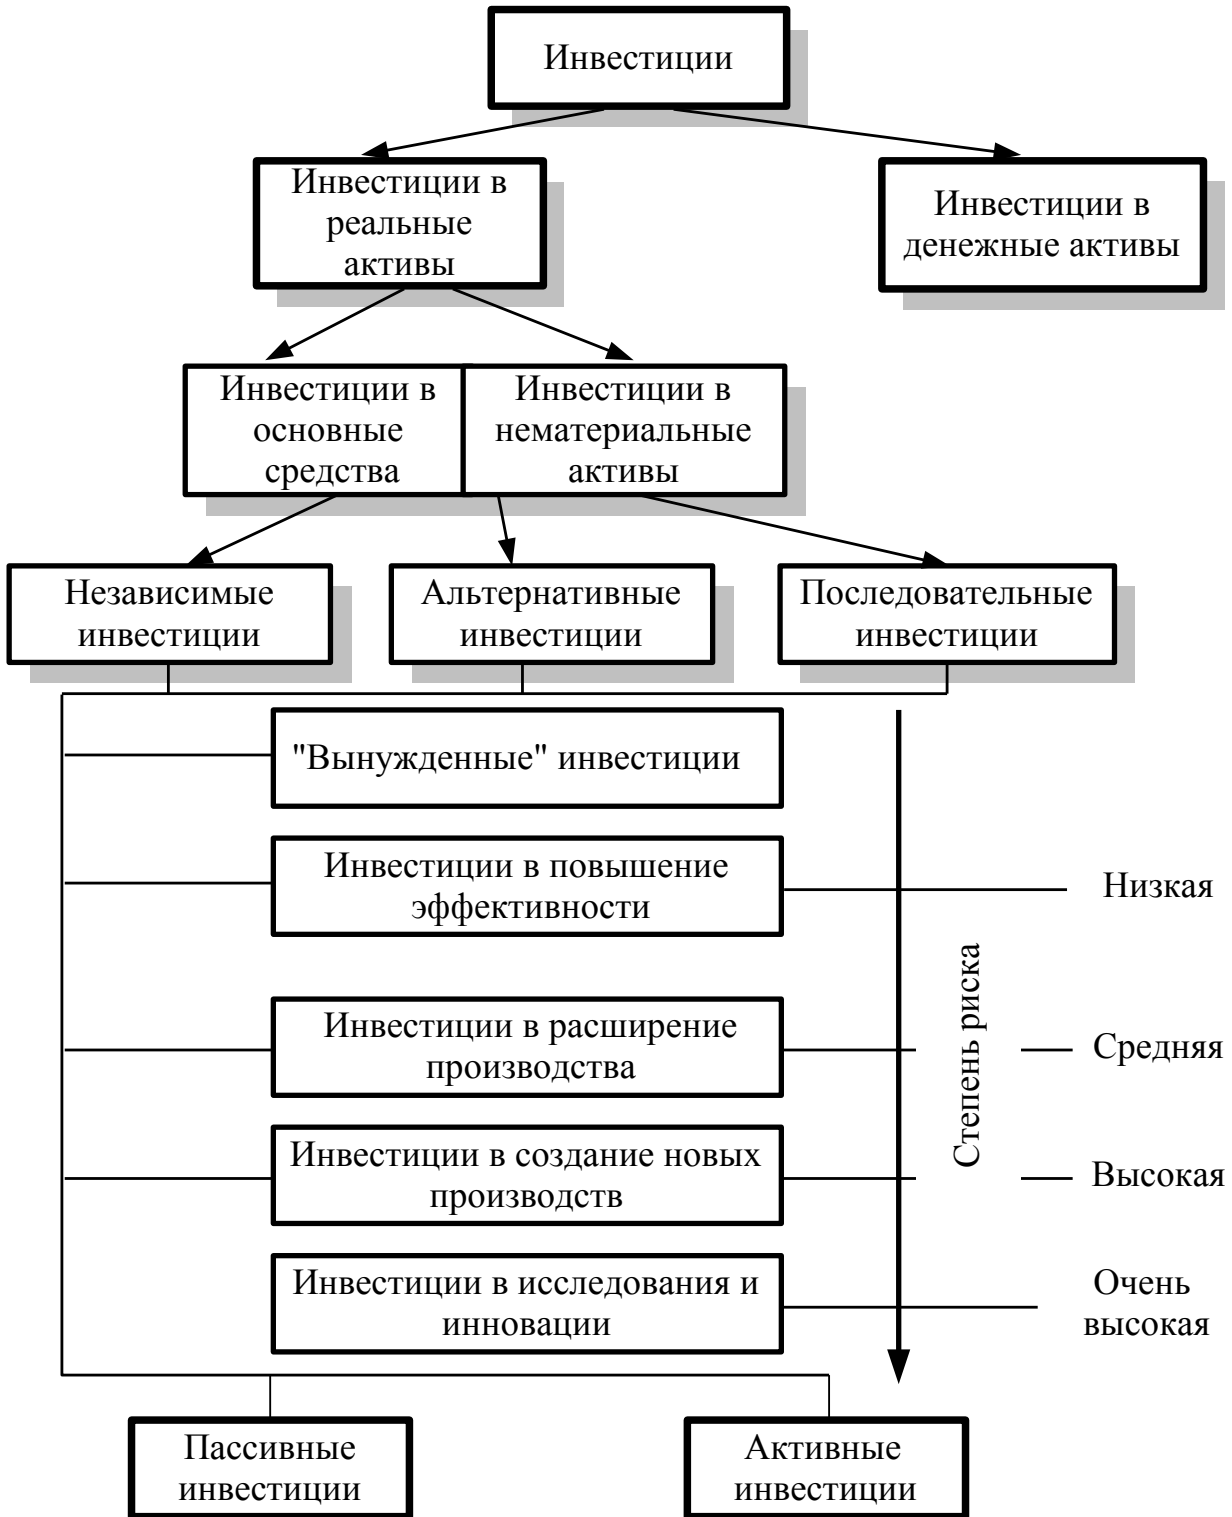 Инвестиции
Инвестиции в
реальные
активы
Инвестиции в
денежные активы
Инвестиции в
основные
средства
Инвестиции в
нематериальные
активы
Независимые
инвестиции
Альтернативные
инвестиции
Последовательные
инвестиции
"Вынужденные" инвестиции
Инвестиции в повышение
эффективности
Низкая
Степень риска
Инвестиции в расширение
производства
Средняя
Инвестиции в создание новых
производств
Высокая
Инвестиции в исследования и
инновации
Очень
высокая
Пассивные
инвестиции
Активные
инвестиции